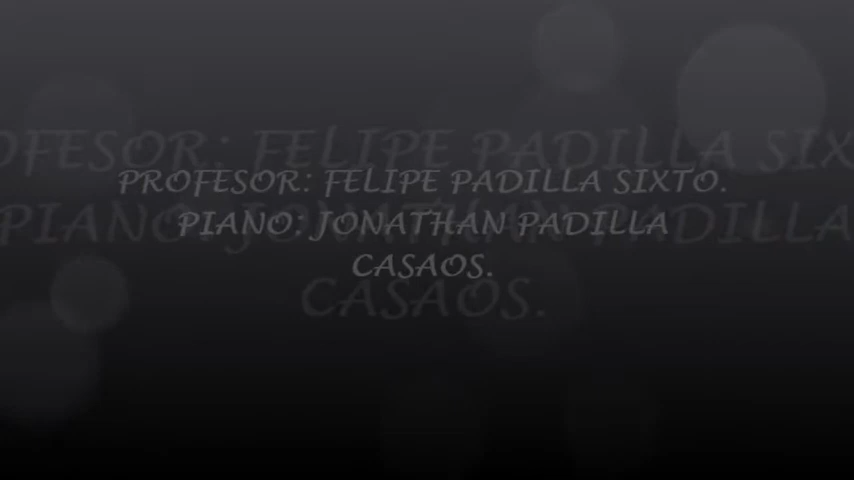 PROFESOR: FELIPE PADILLA SIXTO.
PIANO: JONATHAN PADILLA
CASAOS.